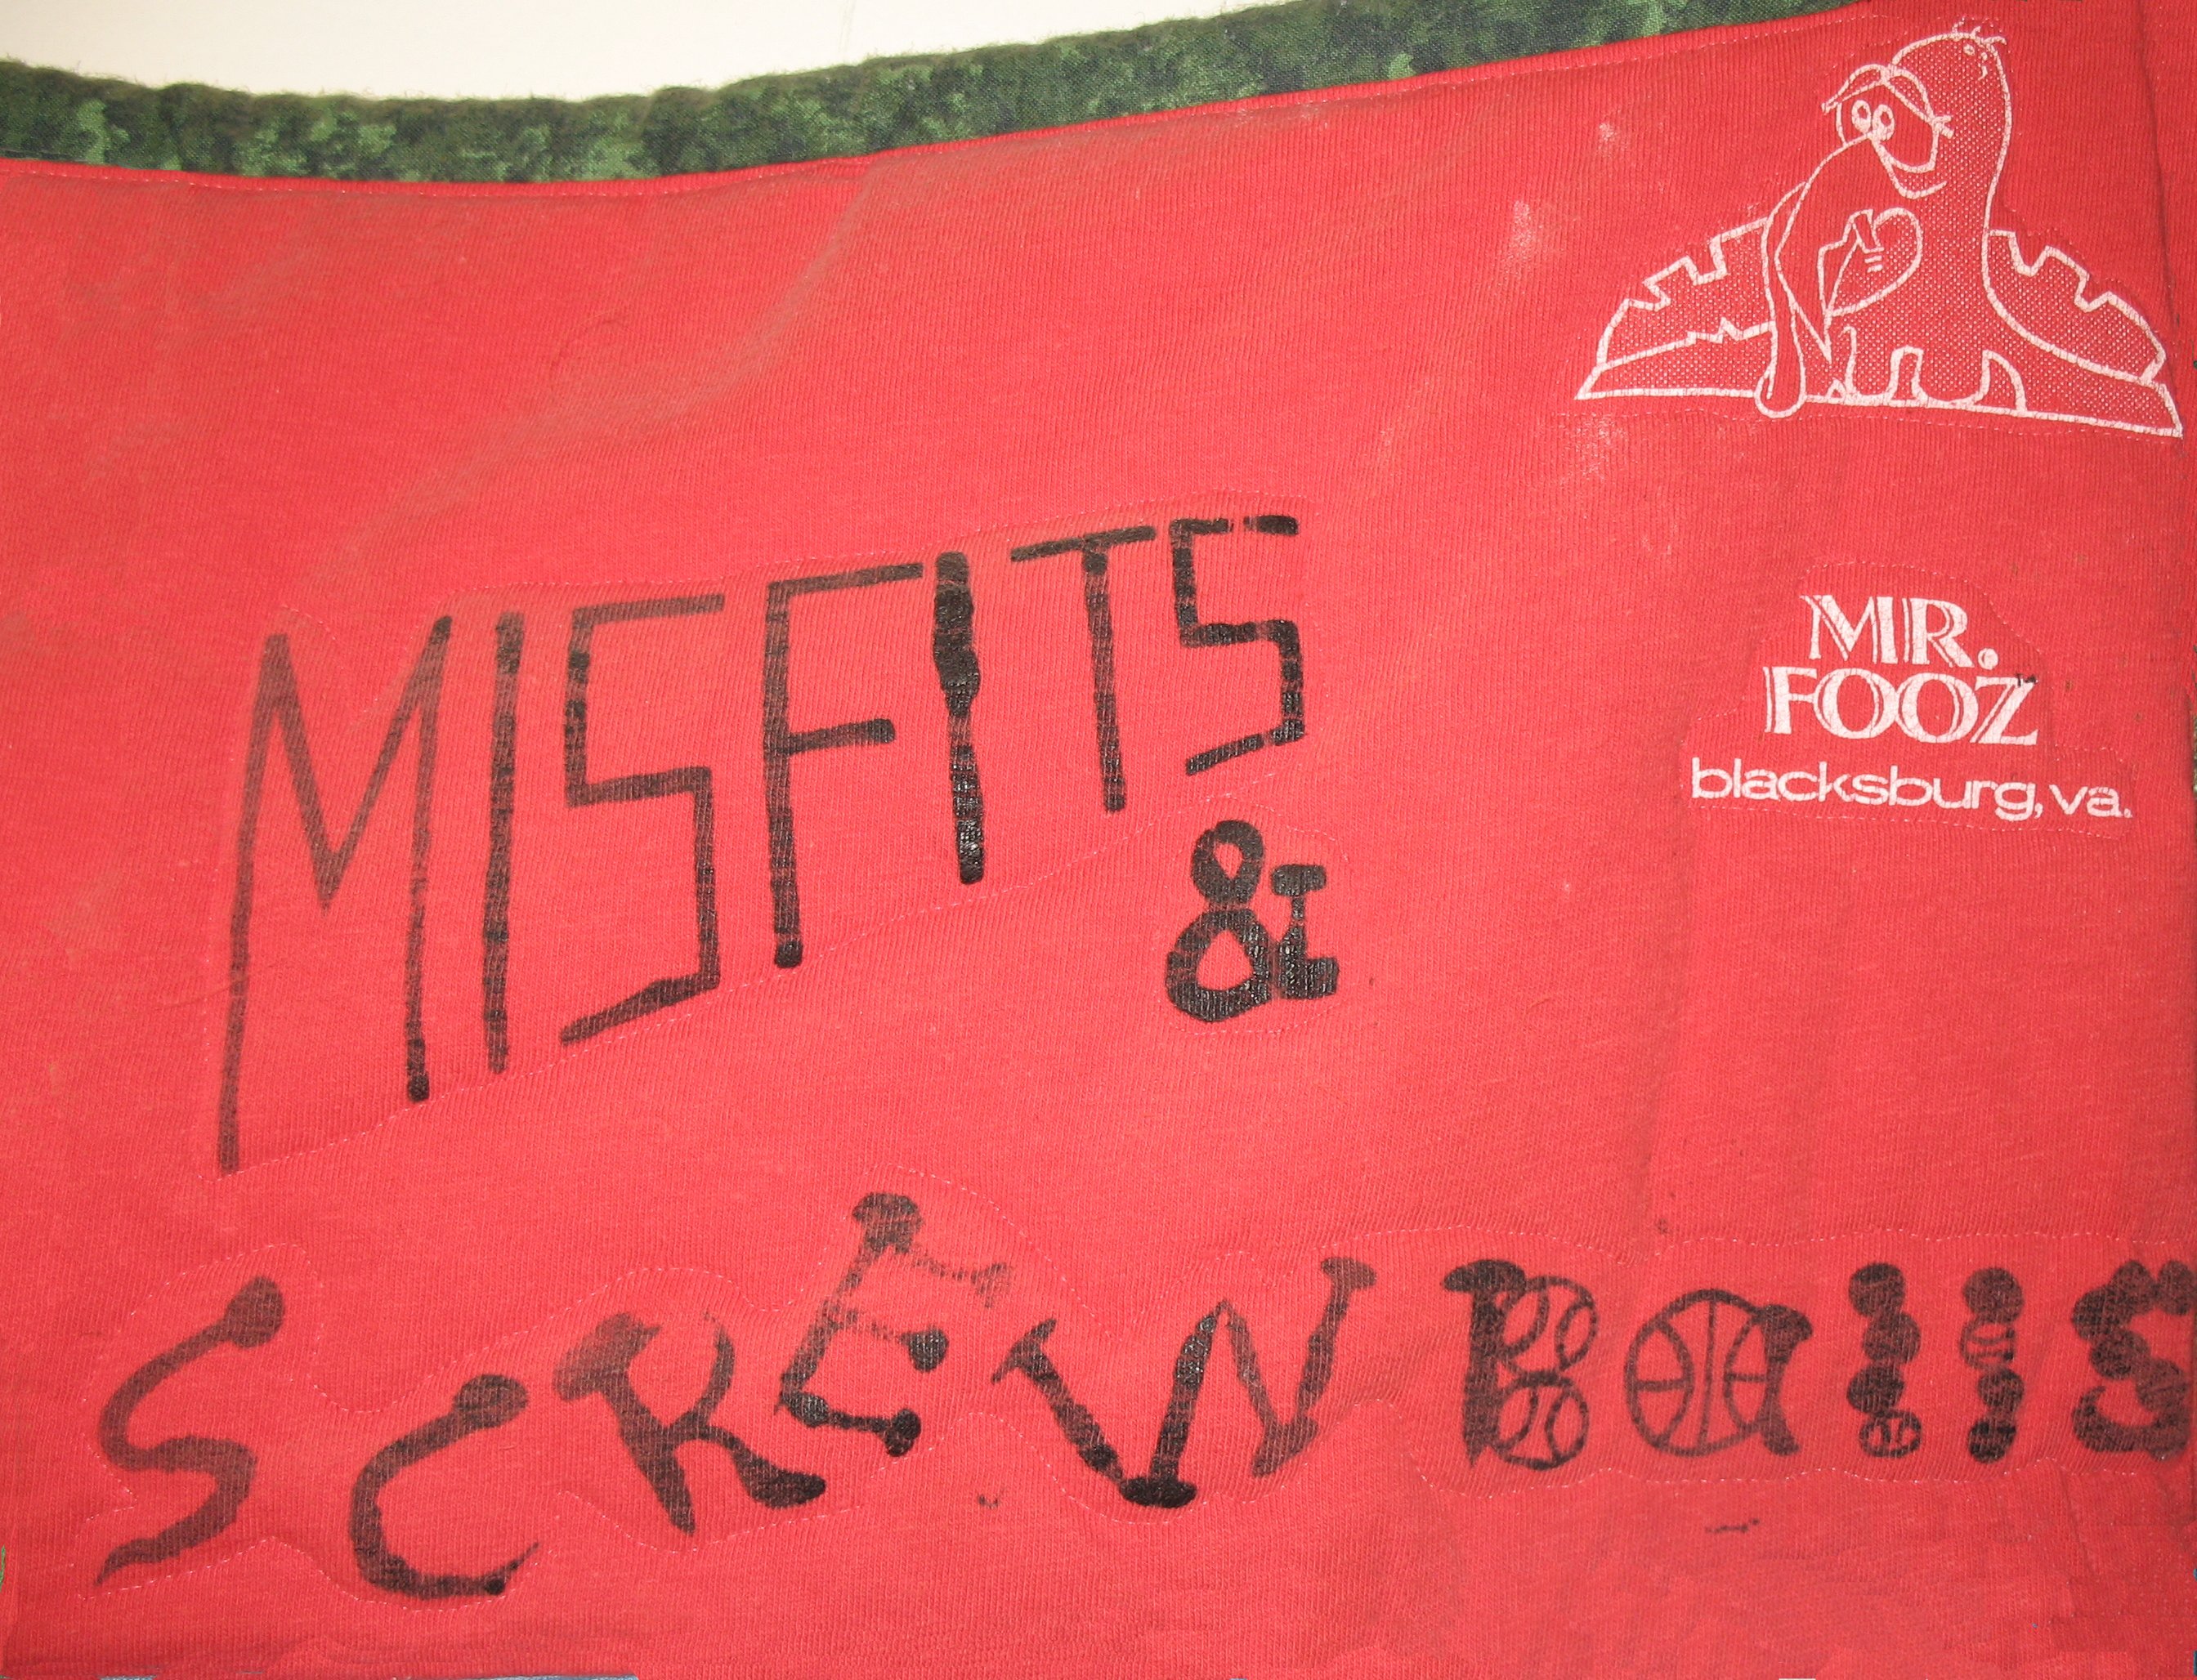 MISFITS
&
SCREW Balls
MR.
FOOZ
blacksburg, va.